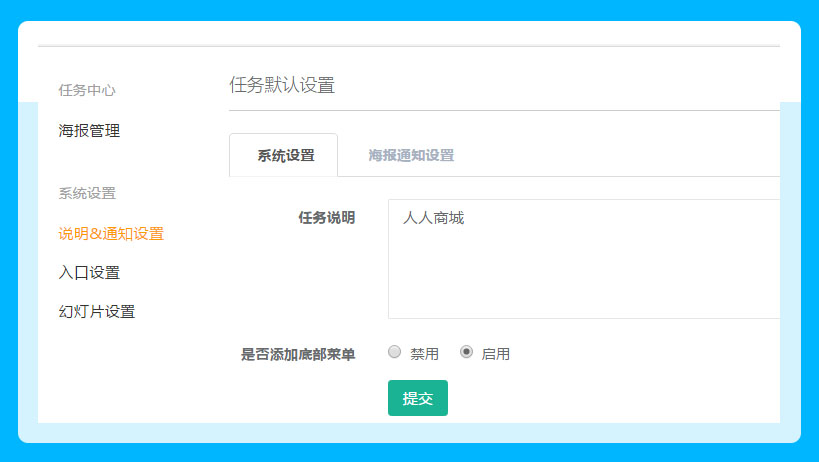 任务中心
海报管理
系统设置
说明&通知设置
入口设置
幻灯片设置
任务默认设置
系统设置
海报通知设置
任务说明
人人商城
是否添加底部菜单
禁用
启用
提交